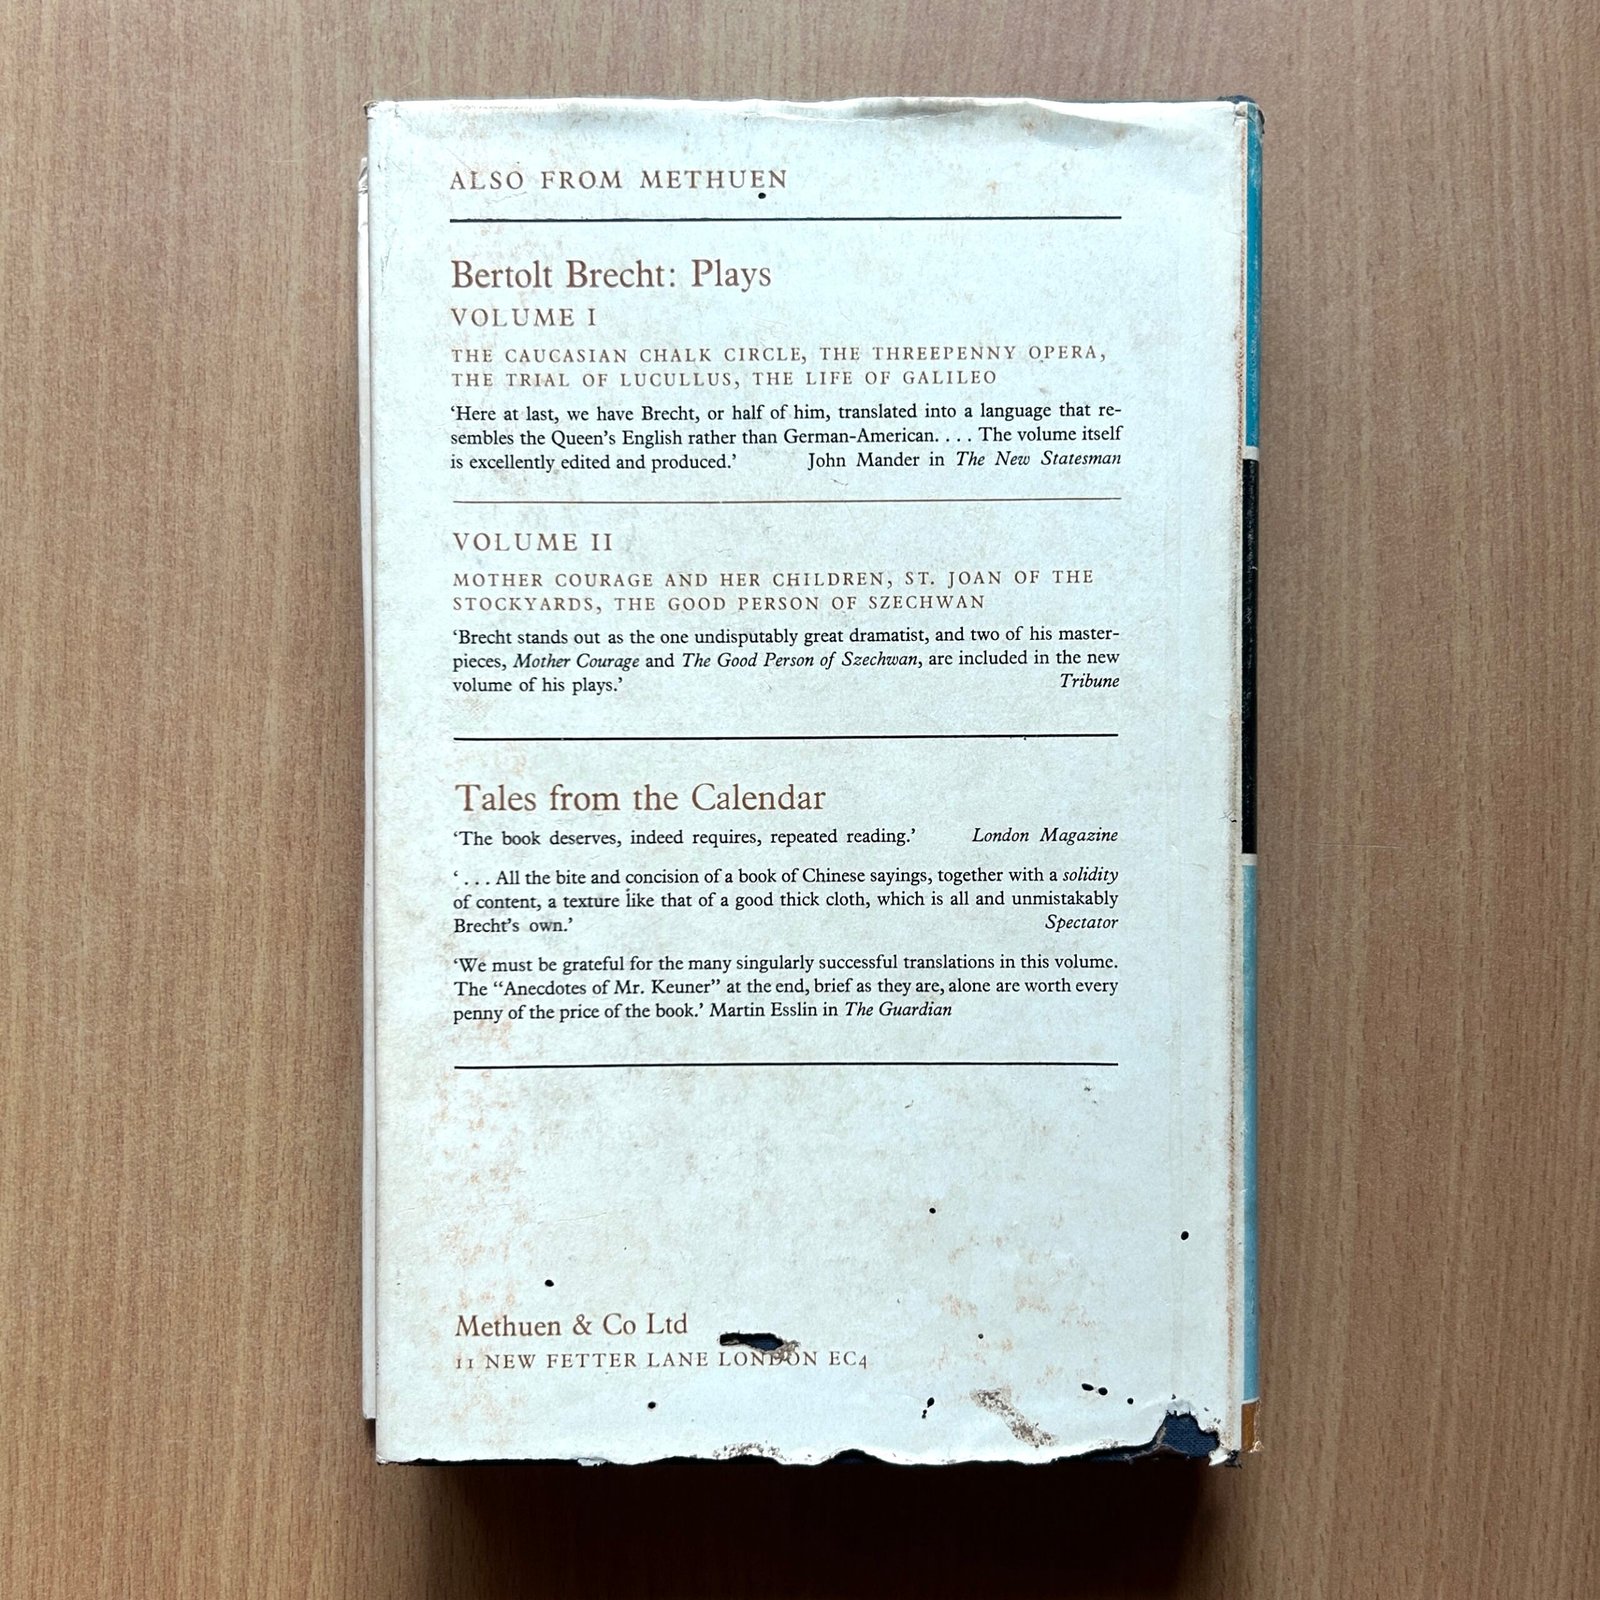 ALSO FROM METHUEN
Bertolt Brecht: Plays
VOLUME I
THE CAUCASIAN CHALK CIRCLE, THE THREEPENNY OPERA,
THE TRIAL OF LUCULLUS, THE LIFE OF GALILEO
‘Here at last, we have Brecht, or half of him, translated into a language that re-
sembles the Queen’s English rather than German-American. . . . The volume itself
is excellently edited and produced.’ John Mander in The New Statesman
VOLUME II
MOTHER COURAGE AND HER CHILDREN, ST. JOAN OF THE
STOCKYARDS, THE GOOD PERSON OF SZECHWAN
‘Brecht stands out as the one undisputably great dramatist, and two of his master-
pieces, Mother Courage and The Good Person of Szechwan, are included in the new
volume of his plays.’ Tribune
Tales from the Calendar
‘The book deserves, indeed requires, repeated reading.’ London Magazine
‘. . . All the bite and concision of a book of Chinese sayings, together with a solidity
of content, a texture like that of a good thick cloth, which is all and unmistakably
Brecht’s own.’ Spectator
‘We must be grateful for the many singularly successful translations in this volume.
The “Anecdotes of Mr. Keuner” at the end, brief as they are, alone are worth every
penny of the price of the book.’ Martin Esslin in The Guardian
Methuen & Co Ltd
11 NEW FETTER LANE LONDON EC4